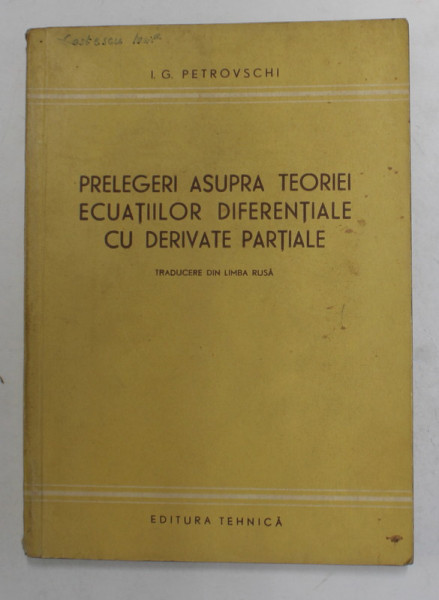 I. G. PETROVSCHI
PRELEGERI ASUPRA TEORIEI
ECUAȚIILOR DIFERENȚIALE
CU DERIVATE PARȚIALE
TRADUCERE DIN LIMBA RUSĂ
EDITURA TEHNICĂ